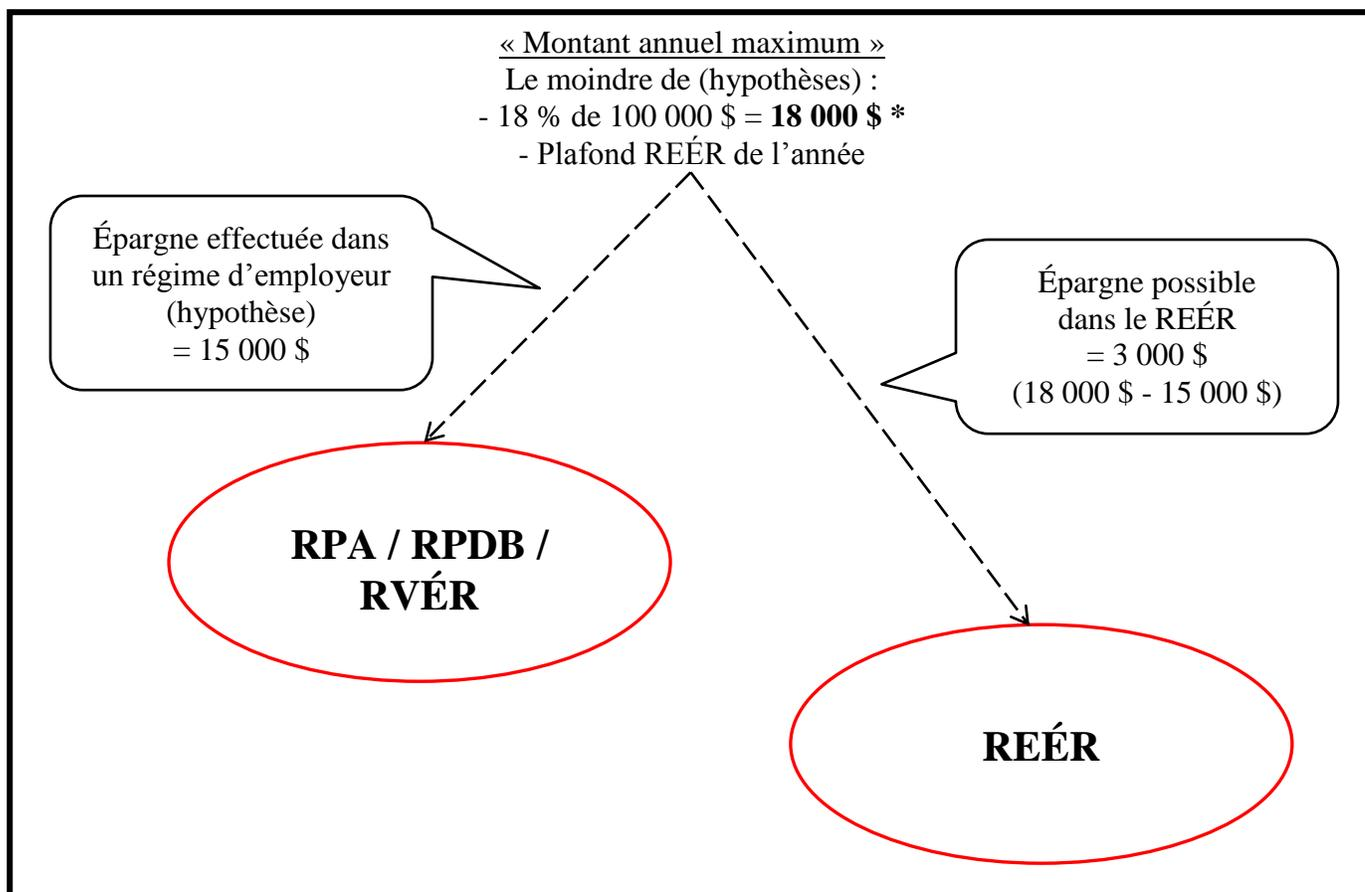 « Montant annuel maximum »
Le moindre de (hypothèses) :
- 18 % de 100 000 $ = 18 000 $ *
- Plafond REÉR de l’année
Épargne effectuée dans
un régime d’employeur
(hypothèse)
= 15 000 $
Épargne possible
dans le REÉR
= 3 000 $
(18 000 $ - 15 000 $)
RPA / RPDB /
RVÉR
REÉR